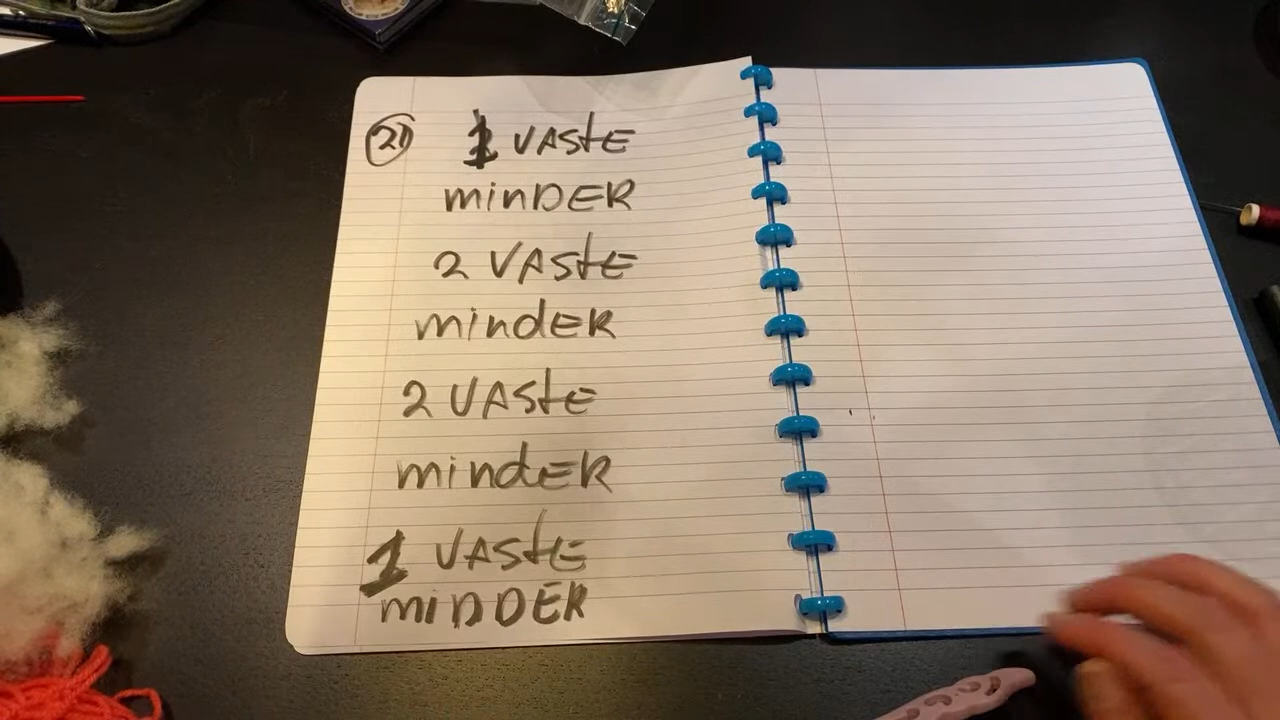 21 1 VASTE
minDER
2 VASTE
mindER
2 VASTE
mindER
1 VASTE
minDER